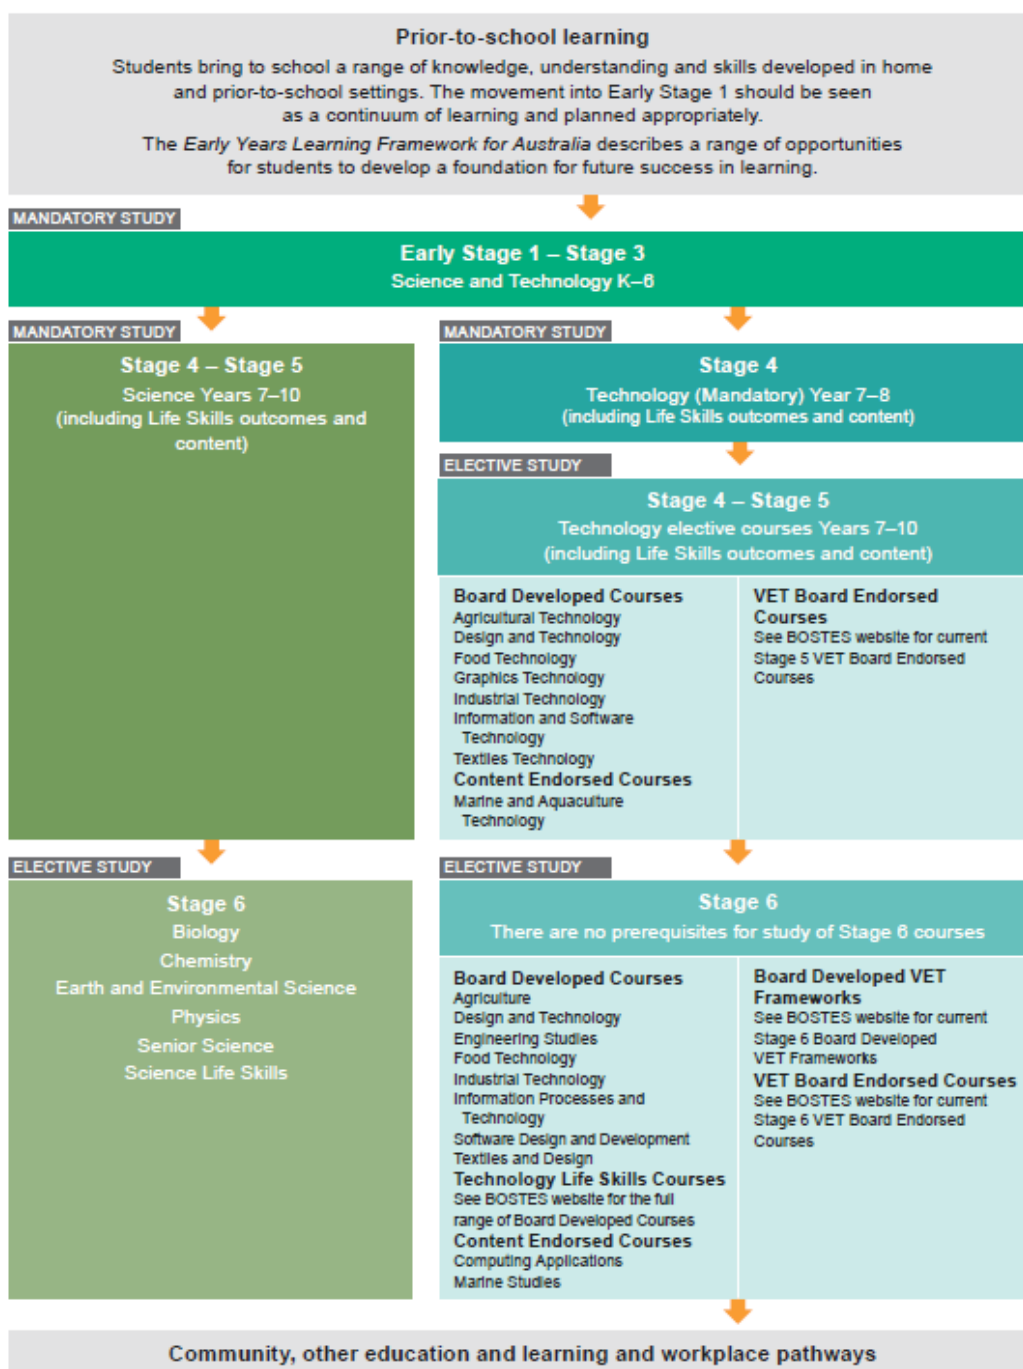 Prior-to-school learning
Students bring to school a range of knowledge, understanding and skills developed in home
and prior-to-school settings. The movement into Early Stage 1 should be seen
as a continuum of learning and planned appropriately.
The Early Years Learning Framework for Australia describes a range of opportunities
for students to develop a foundation for future success in learning.
MANDATORY STUDY
Early Stage 1 – Stage 3
Science and Technology K–6
MANDATORY STUDY
Stage 4 – Stage 5
Science Years 7–10
(including Life Skills outcomes and
content)
MANDATORY STUDY
Stage 4
Technology (Mandatory) Year 7–8
(including Life Skills outcomes and content)
ELECTIVE STUDY
Stage 4 – Stage 5
Technology elective courses Years 7–10
(including Life Skills outcomes and content)
Board Developed Courses
Agricultural Technology
Design and Technology
Food Technology
Graphics Technology
Industrial Technology
Information and Software
Technology
Textiles Technology
Content Endorsed Courses
Marine and Aquaculture
Technology
VET Board Endorsed
Courses
See BOSTES website for current
Stage 5 VET Board Endorsed
Courses
ELECTIVE STUDY
Stage 6
Biology
Chemistry
Earth and Environmental Science
Physics
Senior Science
Science Life Skills
ELECTIVE STUDY
Stage 6
There are no prerequisites for study of Stage 6 courses
Board Developed Courses
Agriculture
Design and Technology
Engineering Studies
Food Technology
Industrial Technology
Information Processes and
Technology
Software Design and Development
Textiles and Design
Technology Life Skills Courses
See BOSTES website for the full
range of Board Developed Courses
Content Endorsed Courses
Computing Applications
Marine Studies
Board Developed VET
Frameworks
See BOSTES website for current
Stage 6 Board Developed
VET Frameworks
VET Board Endorsed Courses
See BOSTES website for current
Stage 6 VET Board Endorsed
Courses
Community, other education and learning and workplace pathways